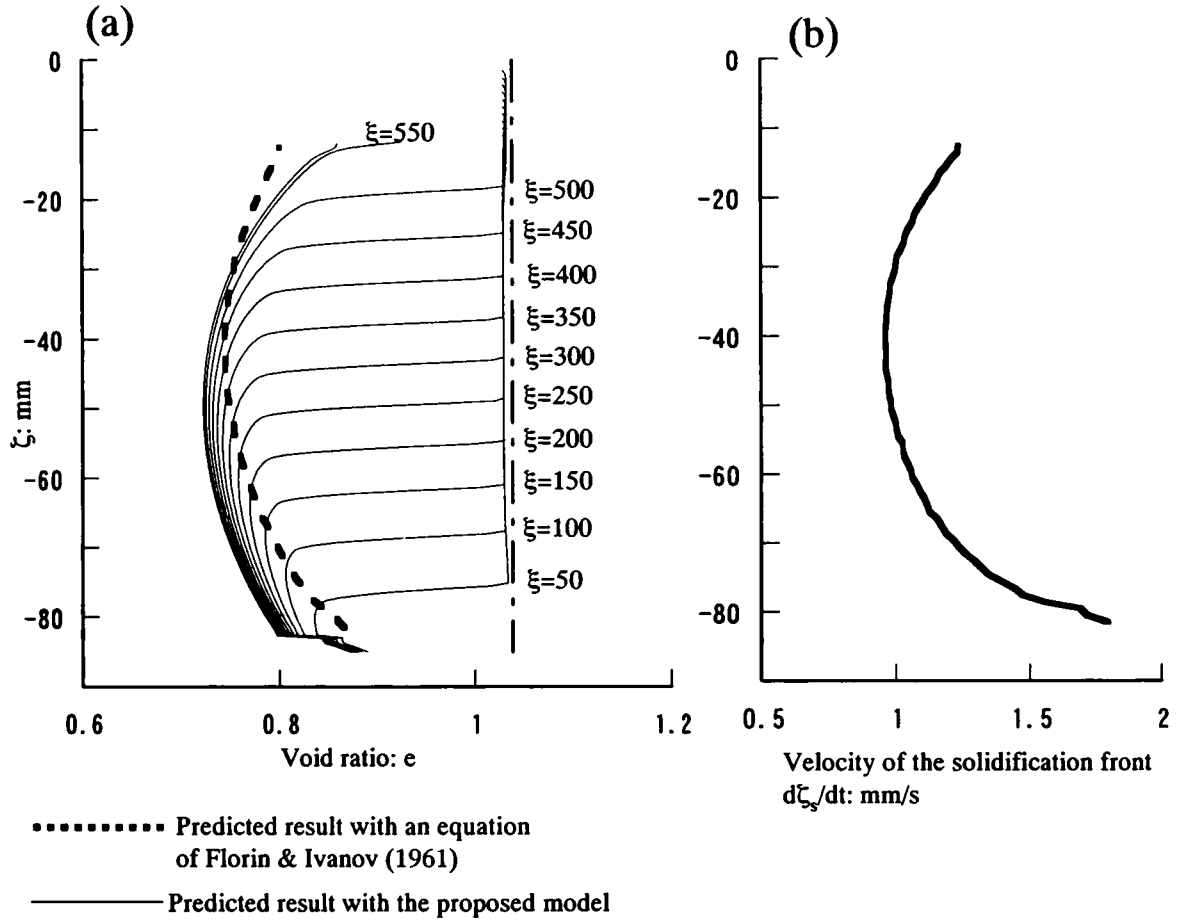 (a)
0
-20
-40
-60
-80
ζ: mm
ξ=550
ξ=500
ξ=450
ξ=400
ξ=350
ξ=300
ξ=250
ξ=200
ξ=150
ξ=100
ξ=50
0.6
0.8
1
1.2
Void ratio: e
(b)
0
-20
-40
-60
-80
0.5
1
1.5
2
Velocity of the solidification front
dζs/dt: mm/s
Predicted result with an equation
of Florin & Ivanov (1961)
Predicted result with the proposed model